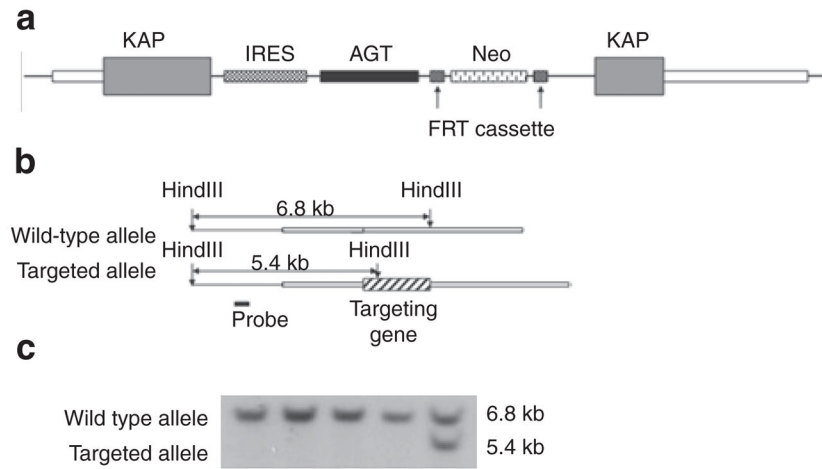 a
KAP IRES AGT Neo KAP
FRT cassette
b
HindIII HindIII
6.8 kb
Wild-type allele
HindIII HindIII
Targeted allele 5.4 kb
Probe Targeting
gene
c
Wild type allele 6.8 kb
Targeted allele 5.4 kb